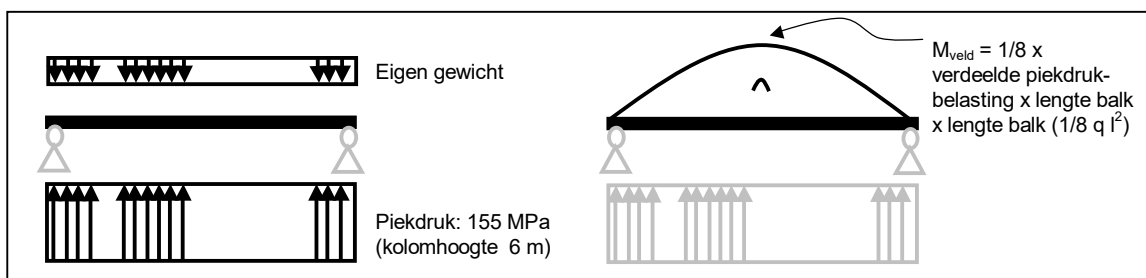 Eigen gewicht
Piekdruk: 155 MPa
(kolomhoogte 6 m)
M_veld = 1/8 x
verdeelde piekdruk-
belasting x lengte balk
x lengte balk (1/8 q l²)